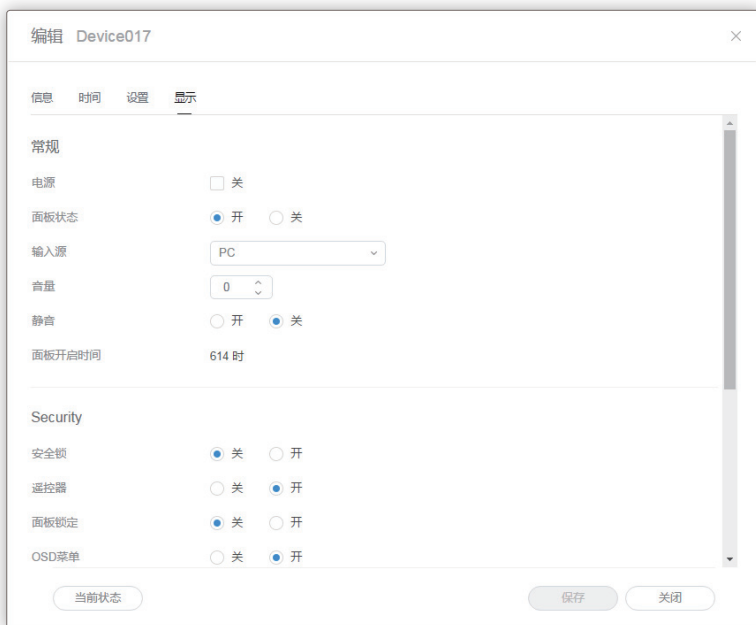 编辑 Device017
信息 时间 设置 显示
常规
电源 关
面板状态 开 关
输入源 PC
音量 0
静音 开 关
面板开启时间 614 时
Security
安全锁 关 开
遥控器 关 开
面板锁定 关 开
OSD菜单 关 开
当前状态 保存 关闭